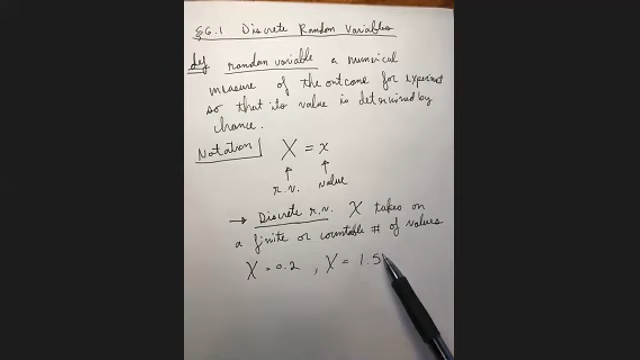 §6.1 Discrete Random Variables
def random variable a numerical
measure of the outcome for experiment
so that its value is determined by
chance.
Notation X = x
r.v. value
→ Discrete r.v. X takes on
a finite or countable # of values
X = 0.2 , X = 1.5